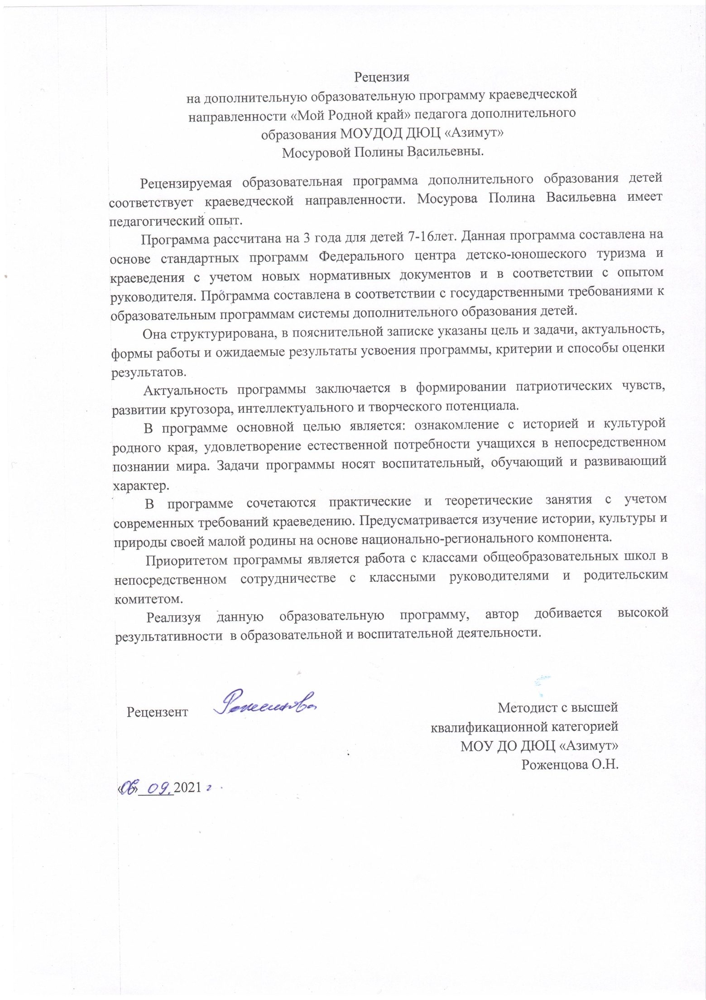 Рецензия
на дополнительную образовательную программу краеведческой
направленности «Мой Родной край» педагога дополнительного
образования МОУДОД ДЮЦ «Азимут»
Мосуровой Полины Васильевны.
Рецензируемая образовательная программа дополнительного образования детей
соответствует краеведческой направленности. Мосурова Полина Васильевна имеет
педагогический опыт.
Программа рассчитана на 3 года для детей 7-16лет. Данная программа составлена на
основе стандартных программ Федерального центра детско-юношеского туризма и
краеведения с учетом новых нормативных документов и в соответствии с опытом
руководителя. Программа составлена в соответствии с государственными требованиями к
образовательным программам системы дополнительного образования детей.
Она структурирована, в пояснительной записке указаны цель и задачи, актуальность,
формы работы и ожидаемые результаты усвоения программы, критерии и способы оценки
результатов.
Актуальность программы заключается в формировании патриотических чувств,
развитии кругозора, интеллектуального и творческого потенциала.
В программе основной целью является: ознакомление с историей и культурой
родного края, удовлетворение естественной потребности учащихся в непосредственном
познании мира. Задачи программы носят воспитательный, обучающий и развивающий
характер.
В программе сочетаются практические и теоретические занятия с учетом
современных требований краеведению. Предусматривается изучение истории, культуры и
природы своей малой родины на основе национально-регионального компонента.
Приоритетом программы является работа с классами общеобразовательных школ в
непосредственном сотрудничестве с классными руководителями и родительским
комитетом.
Реализуя данную образовательную программу, автор добивается высокой
результативности в образовательной и воспитательной деятельности.
Рецензент Роженцова
Методист с высшей
квалификационной категорией
МОУ ДО ДЮЦ «Азимут»
Роженцова О.Н.
«06» 09.2021 г.